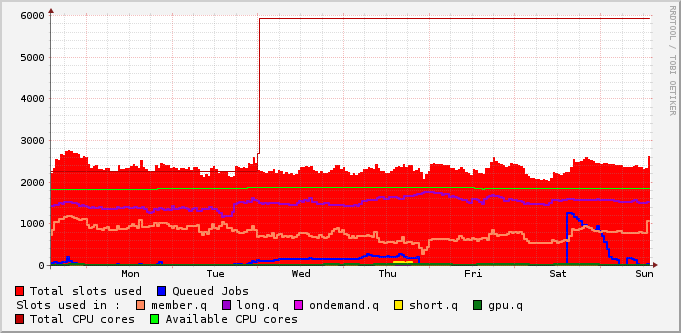 6000
5000
4000
3000
2000
1000
0
Mon Tue Wed Thu Fri Sat Sun
RRDTOOL / TOBI OETIKER
Total slots used Queued Jobs
Slots used in : member.q long.q ondemand.q short.q gpu.q
Total CPU cores Available CPU cores